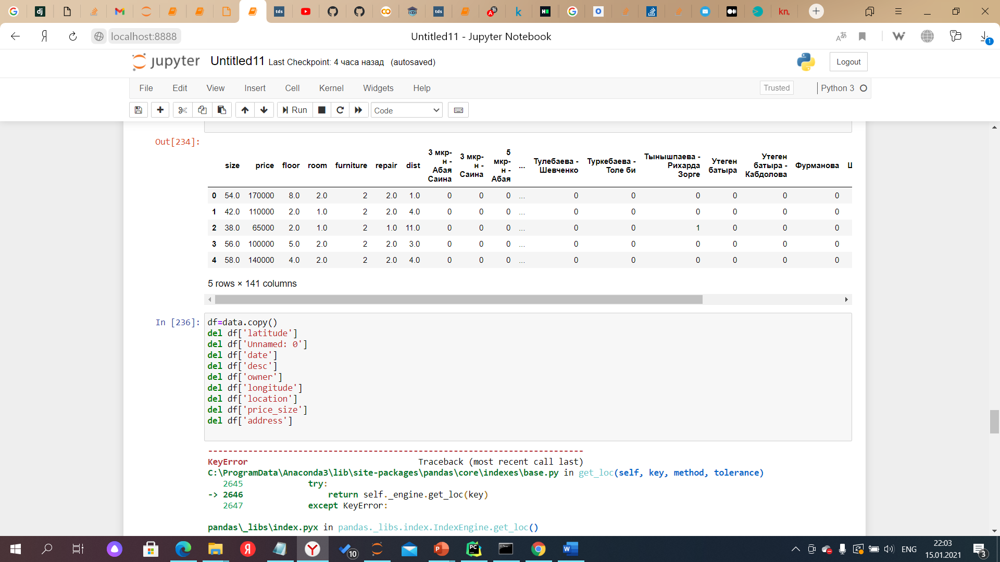 localhost:8888
Untitled11 - Jupyter Notebook
jupyter Untitled11 Last Checkpoint: 4 часа назад (autosaved)
Logout
File Edit View Insert Cell Kernel Widgets Help
Trusted Python 3
Run Code
Out[234]:
size price floor room furniture repair dist 3 мкр-н - Абая Саина 3 мкр-н - Саина 5 мкр-н - Абая ... Тулебаева - Шевченко Туркебаева - Толе би Тынышпаева - Рихарда Зорге Утеген батыра Утеген батыра - Кабдолова Фурманова
0 54.0 170000 8.0 2.0 2 2.0 1.0 0 0 0 ... 0 0 0 0 0 0
1 42.0 110000 2.0 1.0 2 2.0 4.0 0 0 0 ... 0 0 0 0 0 0
2 38.0 65000 2.0 1.0 2 1.0 11.0 0 0 0 ... 0 0 1 0 0 0
3 56.0 100000 5.0 2.0 2 2.0 3.0 0 0 0 ... 0 0 0 0 0 0
4 58.0 140000 4.0 2.0 2 2.0 4.0 0 0 0 ... 0 0 0 0 0 0
5 rows × 141 columns
In [236]: df=data.copy()
del df['latitude']
del df['Unnamed: 0']
del df['date']
del df['desc']
del df['owner']
del df['longitude']
del df['location']
del df['price_size']
del df['address']
---------------------------------------------------------------------------
KeyError Traceback (most recent call last)
C:\ProgramData\Anaconda3\lib\site-packages\pandas\core\indexes\base.py in get_loc(self, key, method, tolerance)
2645 try:
-> 2646 return self._engine.get_loc(key)
2647 except KeyError:
pandas\_libs\index.pyx in pandas._libs.index.IndexEngine.get_loc()
10
ENG
22:03
15.01.2021
3